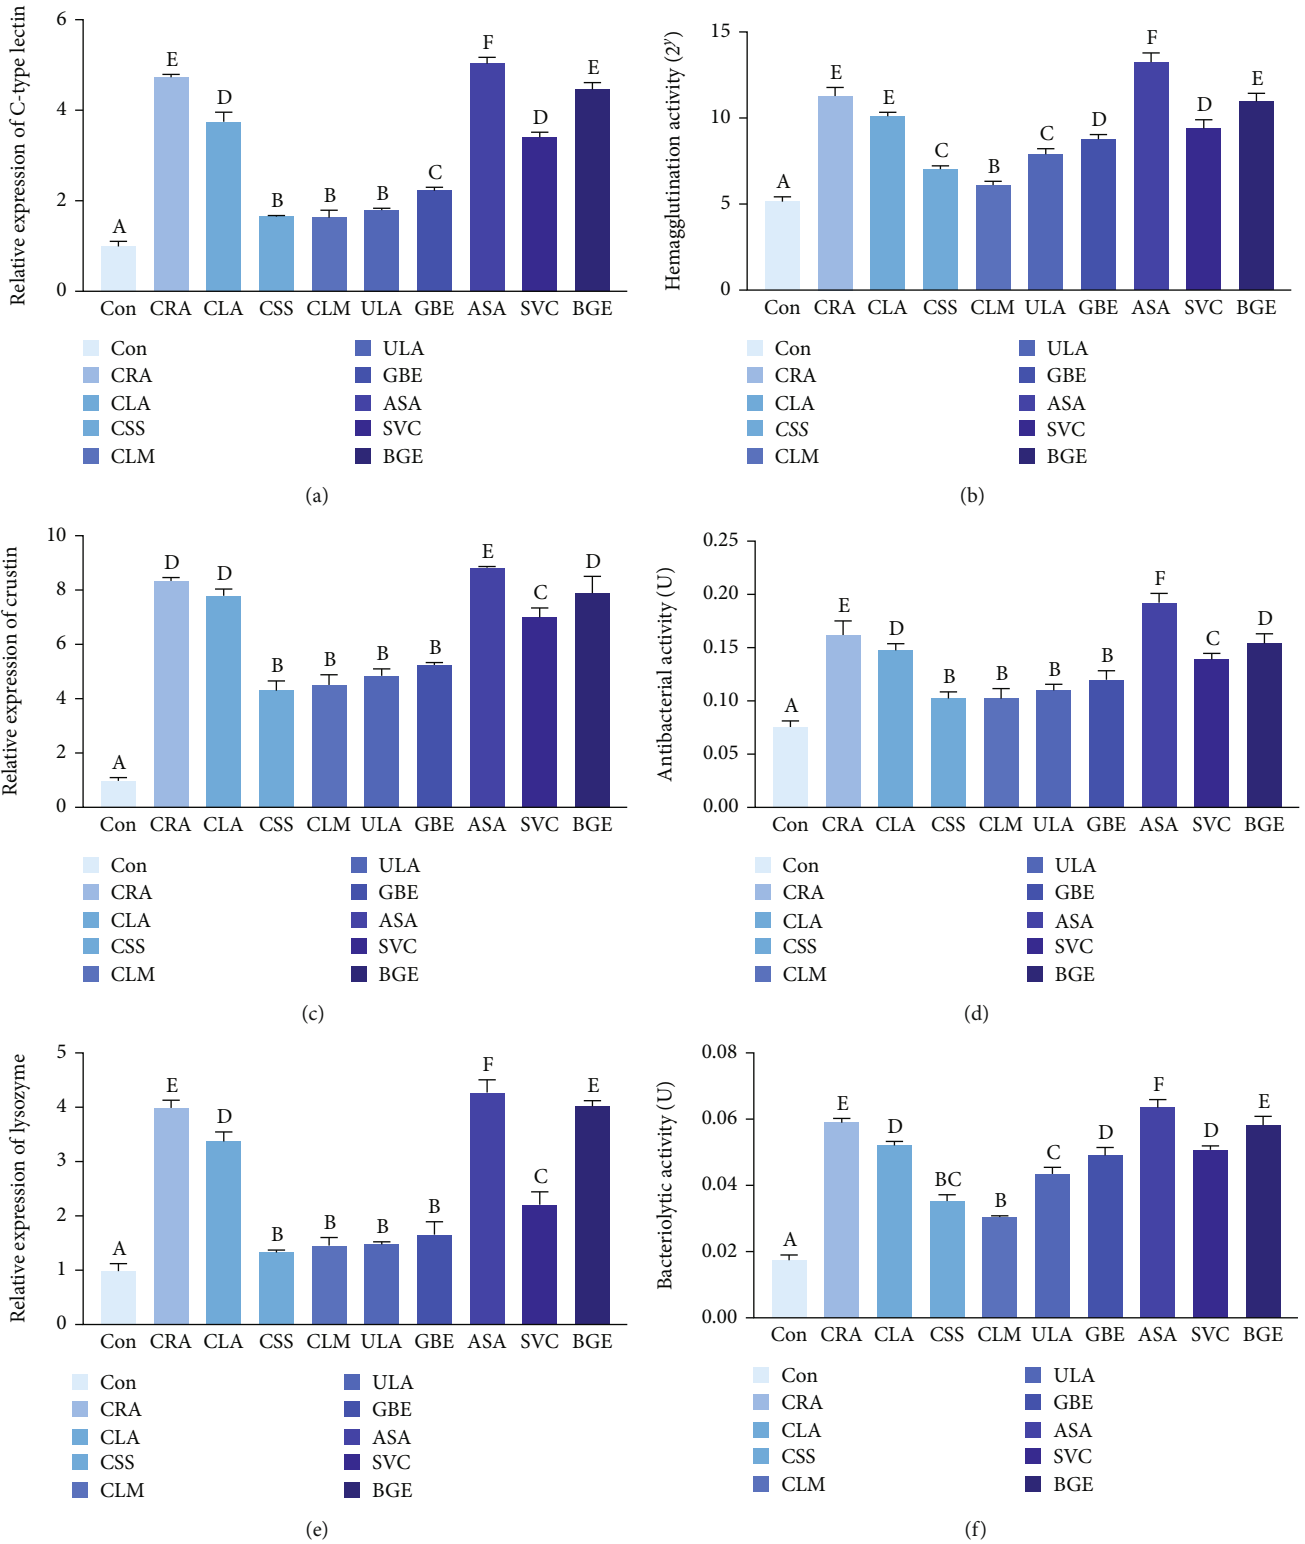 Relative expression of C-type lectin
6
4
2
0
A
E
D
B
B
B
C
F
D
E
Con CRA CLA CSS CLM ULA GBE ASA SVC BGE
Con
CRA
CLA
CSS
CLM
ULA
GBE
ASA
SVC
BGE
(a)
Hemagglutination activity (2^y)
15
10
5
0
A
E
E
C
B
C
D
F
D
E
Con CRA CLA CSS CLM ULA GBE ASA SVC BGE
Con
CRA
CLA
CSS
CLM
ULA
GBE
ASA
SVC
BGE
(b)
Relative expression of crustin
10
8
6
4
2
0
A
D
D
B
B
B
B
E
C
D
Con CRA CLA CSS CLM ULA GBE ASA SVC BGE
Con
CRA
CLA
CSS
CLM
ULA
GBE
ASA
SVC
BGE
(c)
Antibacterial activity (U)
0.25
0.20
0.15
0.10
0.05
0.00
A
E
D
B
B
B
B
F
C
D
Con CRA CLA CSS CLM ULA GBE ASA SVC BGE
Con
CRA
CLA
CSS
CLM
ULA
GBE
ASA
SVC
BGE
(d)
Relative expression of lysozyme
5
4
3
2
1
0
A
E
D
B
B
B
B
F
C
E
Con CRA CLA CSS CLM ULA GBE ASA SVC BGE
Con
CRA
CLA
CSS
CLM
ULA
GBE
ASA
SVC
BGE
(e)
Bacteriolytic activity (U)
0.08
0.06
0.04
0.02
0.00
A
E
D
BC
B
C
D
F
D
E
Con CRA CLA CSS CLM ULA GBE ASA SVC BGE
Con
CRA
CLA
CSS
CLM
ULA
GBE
ASA
SVC
BGE
(f)